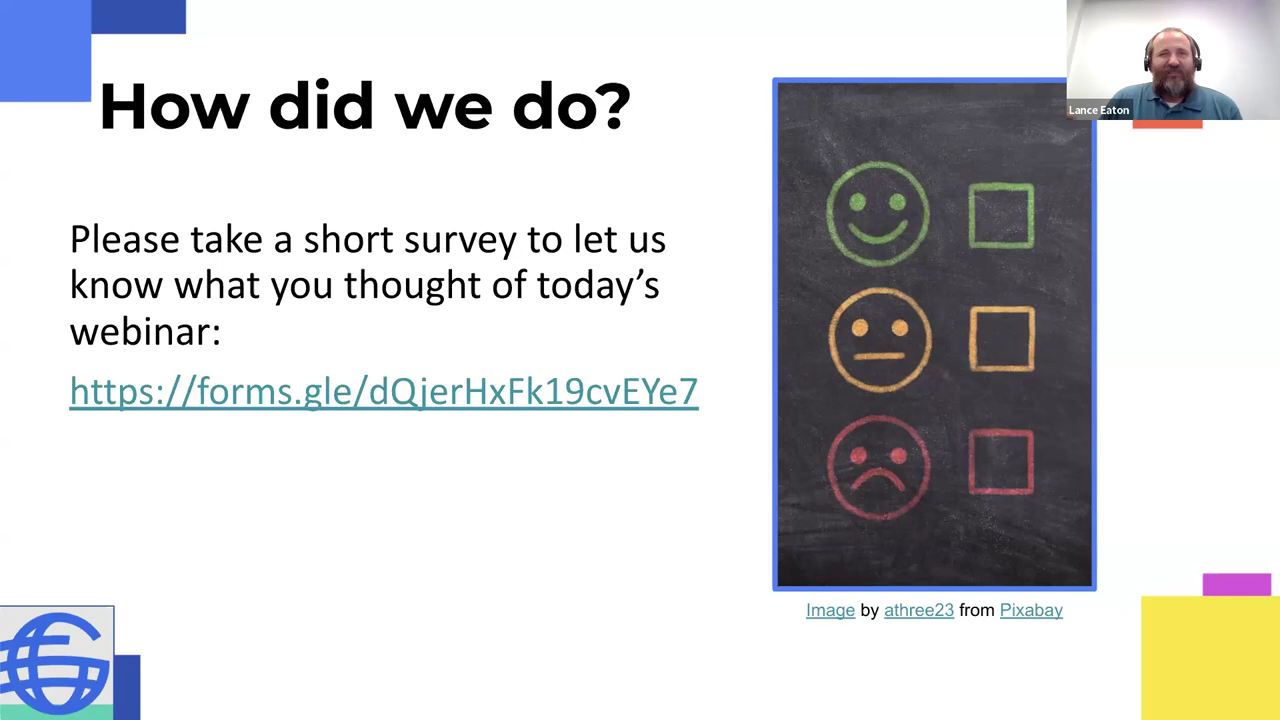 How did we do?
Lance Eaton
Please take a short survey to let us
know what you thought of today’s
webinar:
https://forms.gle/dQjerHxFk19cvEYe7
Image by athree23 from Pixabay